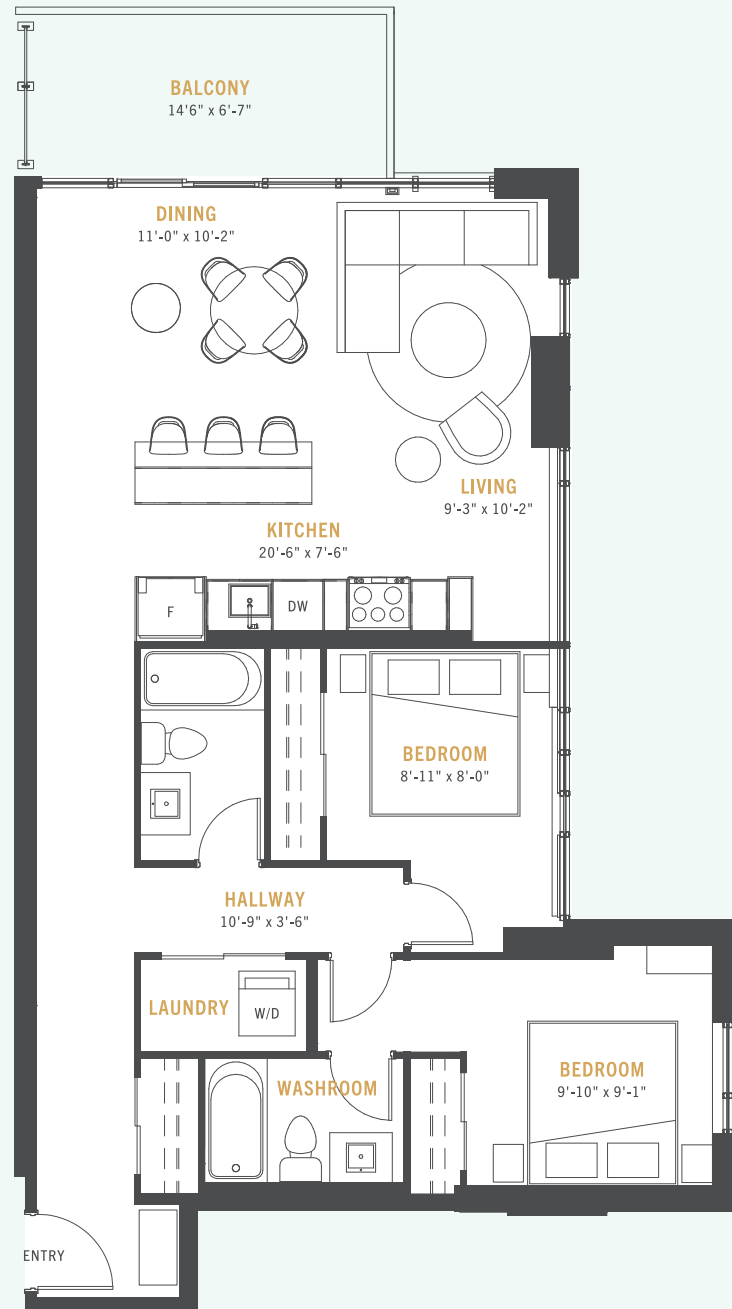 BALCONY
14'6" x 6'-7"
DINING
11'-0" x 10'-2"
LIVING
9'-3" x 10'-2"
KITCHEN
20'-6" x 7'-6"
F
DW
BEDROOM
8'-11" x 8'-0"
HALLWAY
10'-9" x 3'-6"
LAUNDRY
W/D
WASHROOM
BEDROOM
9'-10" x 9'-1"
ENTRY